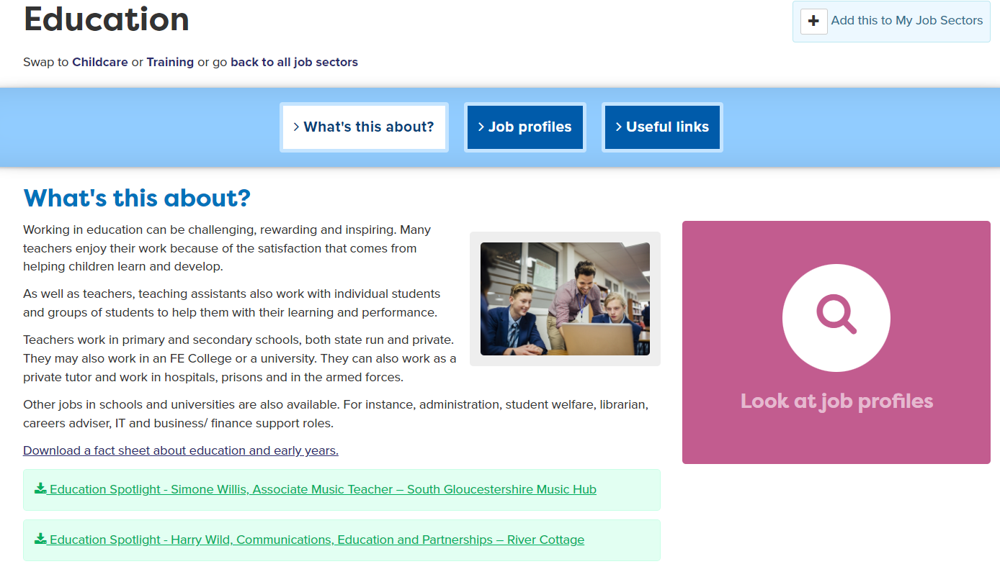 Education
Add this to My Job Sectors
Swap to Childcare or Training or go back to all job sectors
What's this about?
Job profiles
Useful links
What's this about?
Working in education can be challenging, rewarding and inspiring. Many
teachers enjoy their work because of the satisfaction that comes from
helping children learn and develop.
As well as teachers, teaching assistants also work with individual students
and groups of students to help them with their learning and performance.
Teachers work in primary and secondary schools, both state run and private.
They may also work in an FE College or a university. They can also work as a
private tutor and work in hospitals, prisons and in the armed forces.
Other jobs in schools and universities are also available. For instance, administration, student welfare, librarian,
careers adviser, IT and business/ finance support roles.
Download a fact sheet about education and early years.
Education Spotlight - Simone Willis, Associate Music Teacher – South Gloucestershire Music Hub
Education Spotlight - Harry Wild, Communications, Education and Partnerships – River Cottage
Look at job profiles